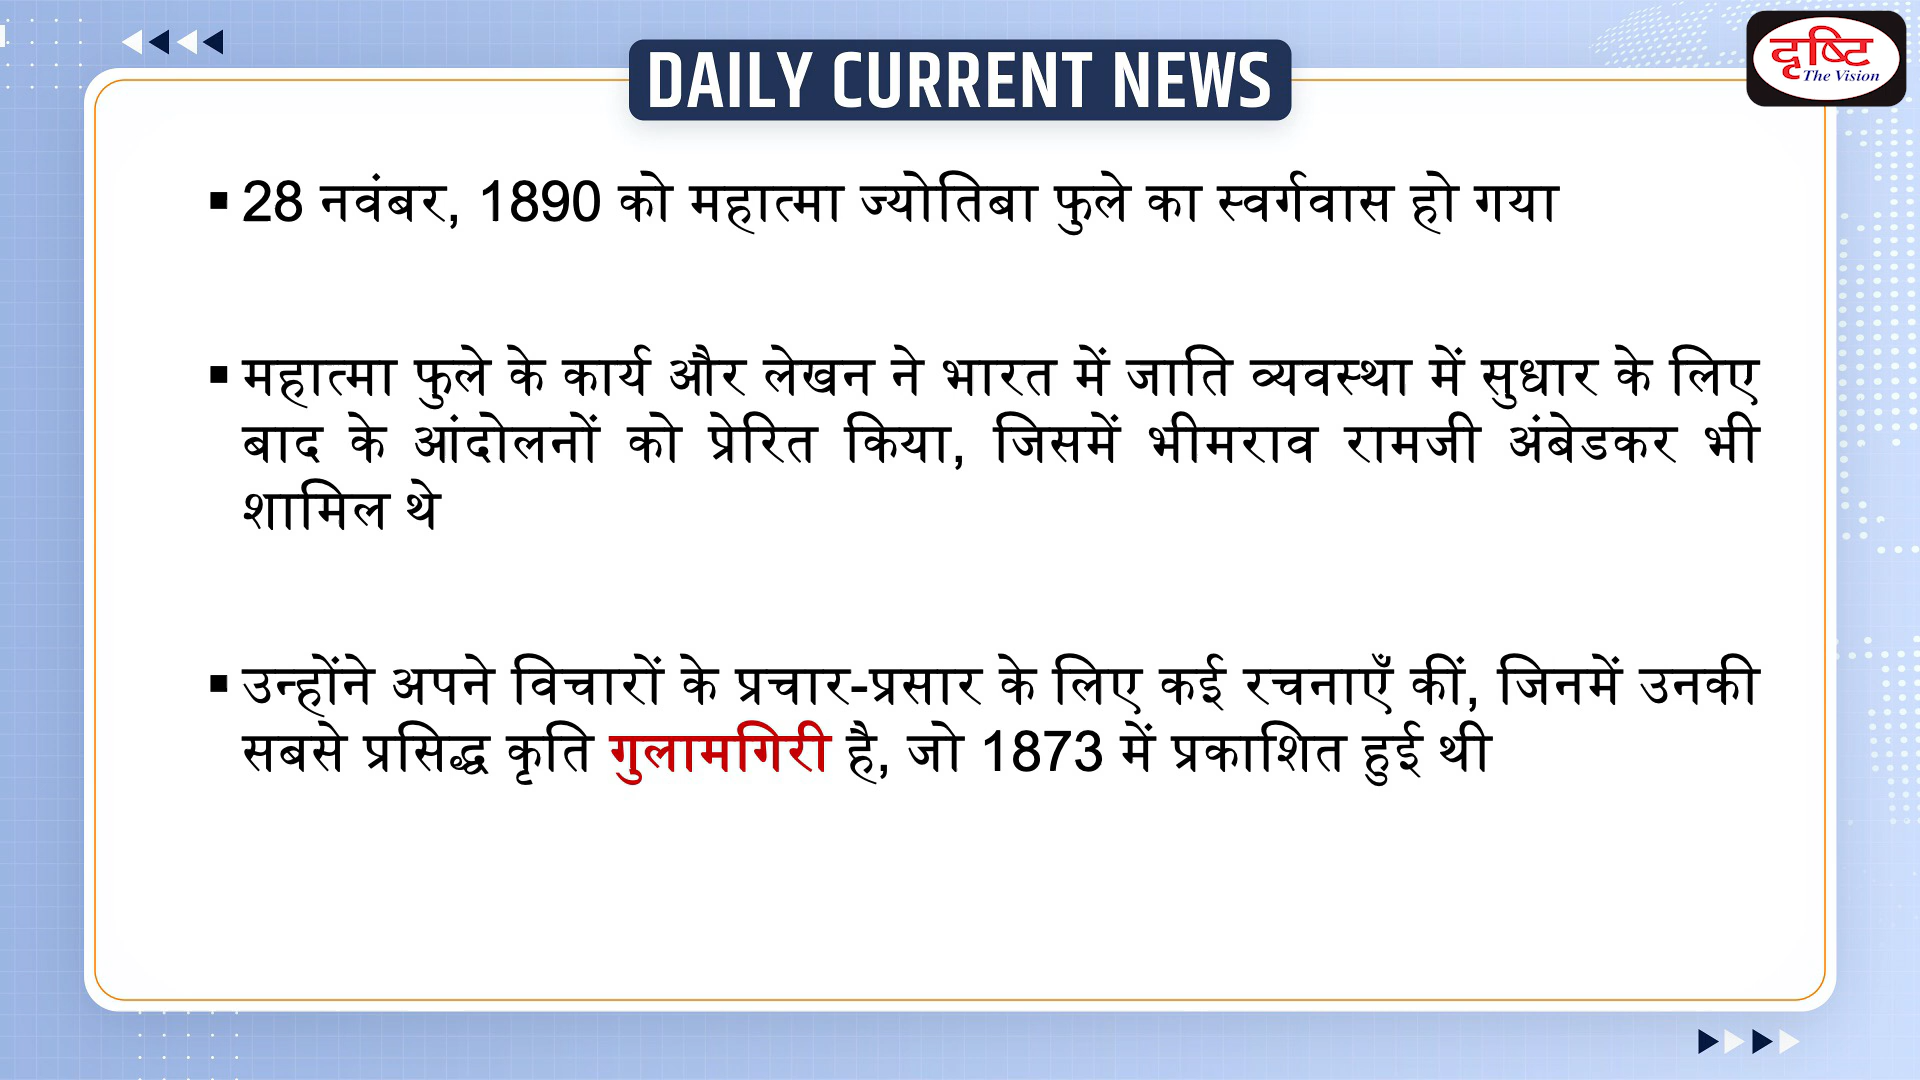 DAILY CURRENT NEWS
दृष्टि
The Vision
▪ 28 नवंबर, 1890 को महात्मा ज्योतिबा फुले का स्वर्गवास हो गया
▪ महात्मा फुले के कार्य और लेखन ने भारत में जाति व्यवस्था में सुधार के लिए
बाद के आंदोलनों को प्रेरित किया, जिसमें भीमराव रामजी अंबेडकर भी
शामिल थे
▪ उन्होंने अपने विचारों के प्रचार-प्रसार के लिए कई रचनाएँ कीं, जिनमें उनकी
सबसे प्रसिद्ध कृति गुलामगिरी है, जो 1873 में प्रकाशित हुई थी